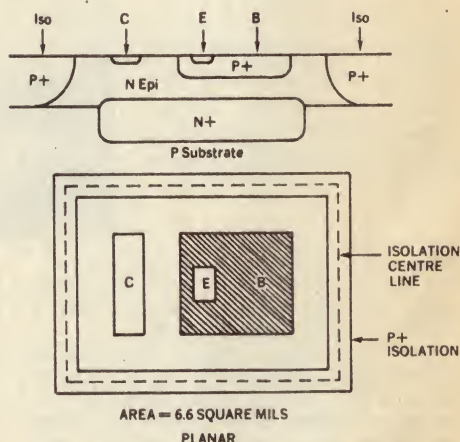 Iso C E B Iso
P+ P+ P+
N Epi
N+
P Substrate
C E B
ISOLATION
CENTRE
LINE
P+
ISOLATION
AREA = 6.6 SQUARE MILS
PLANAR